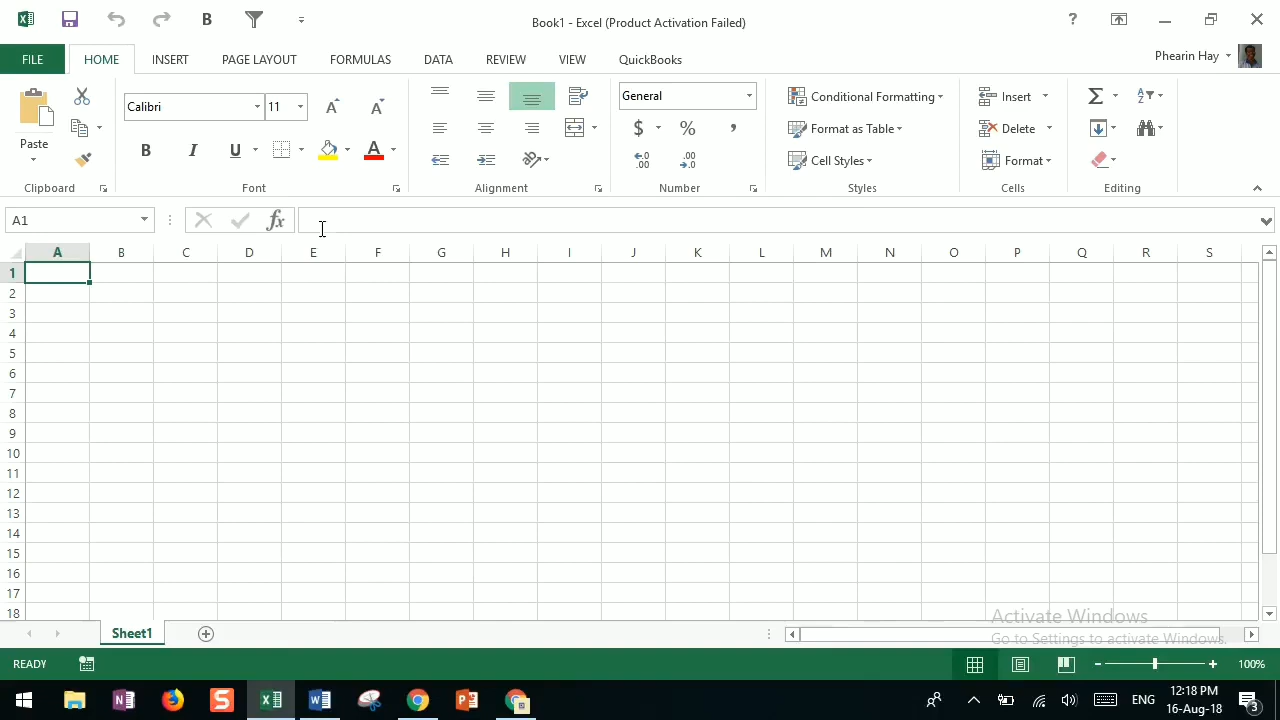 B
Book1 - Excel (Product Activation Failed)
?
FILE HOME INSERT PAGE LAYOUT FORMULAS DATA REVIEW VIEW QuickBooks Phearin Hay
Calibri 11 General Conditional Formatting Insert Σ
$ % , Format as Table Delete
Paste B I U A Cell Styles Format
Clipboard Font Alignment Number Styles Cells Editing
A1 fx
A B C D E F G H I J K L M N O P Q R S
1
2
3
4
5
6
7
8
9
10
11
12
13
14
15
16
17
18
Activate Windows
Go to Settings to activate Windows.
Sheet1
READY 100%
ENG 12:18 PM
16-Aug-18 3